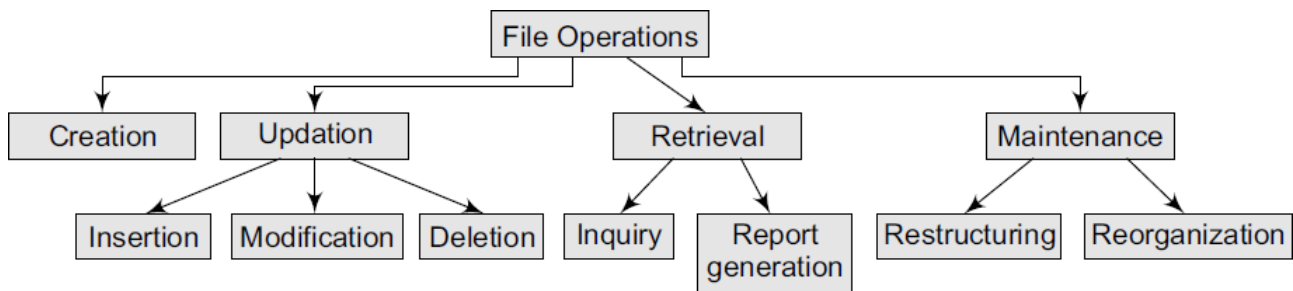 File Operations
Creation
Updation
Retrieval
Maintenance
Insertion
Modification
Deletion
Inquiry
Report
generation
Restructuring
Reorganization